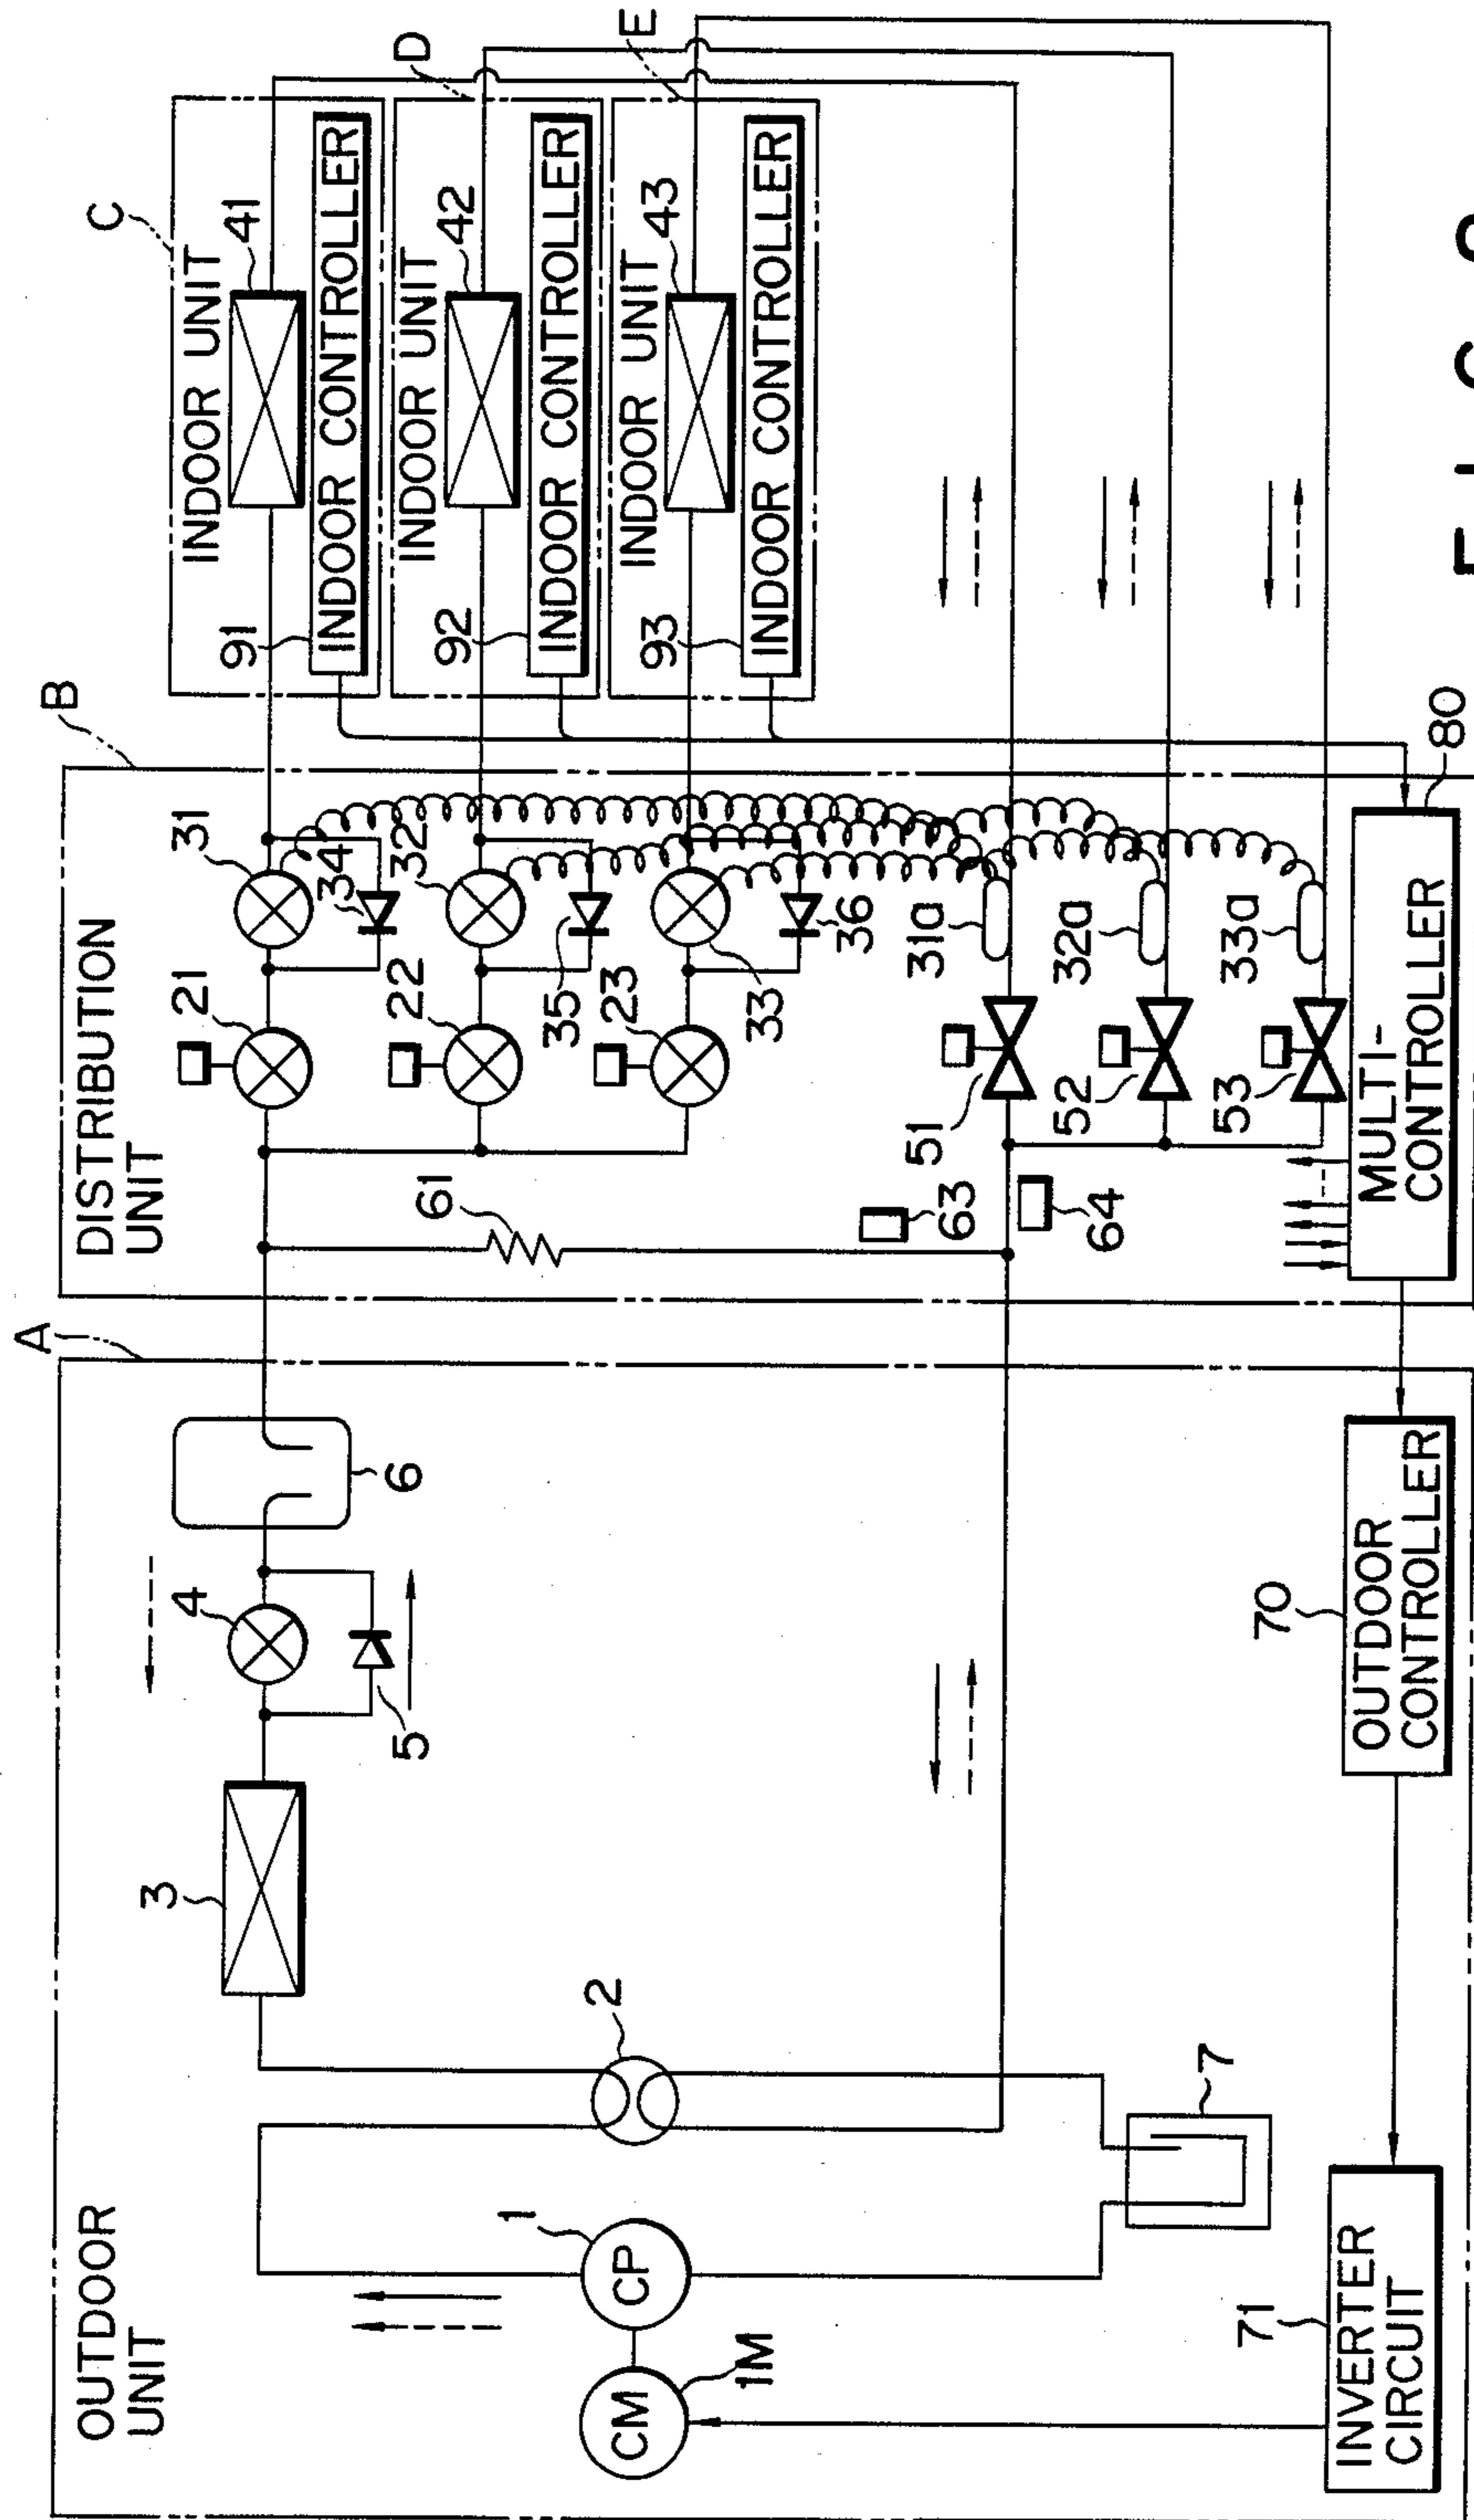 OUTDOOR
UNIT
A
DISTRIBUTION
UNIT
B
C
INDOOR UNIT
41
91
INDOOR CONTROLLER
D
INDOOR UNIT
42
92
INDOOR CONTROLLER
E
INDOOR UNIT
43
93
INDOOR CONTROLLER
3
4
5
6
21
31
34
22
32
35
23
33
36
61
63
64
31a
32a
33a
51
52
53
2
1
CP
CM
1M
7
71
INVERTER
CIRCUIT
70
OUTDOOR
CONTROLLER
MULTI-
CONTROLLER
80